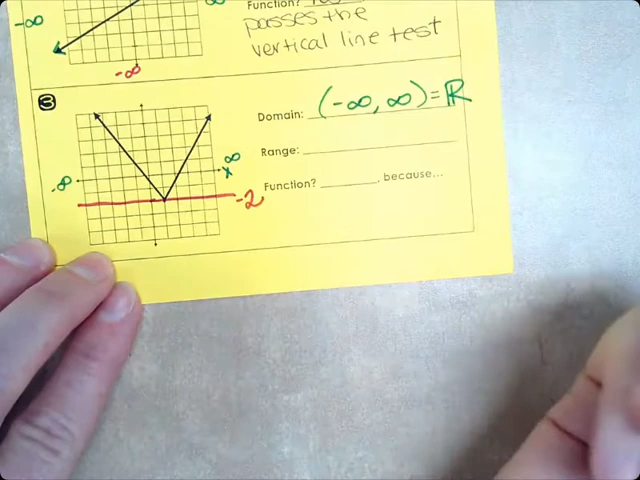 -∞
∞
Function?
passes the
vertical line test
-∞
3
Domain: (-∞, ∞) = ℝ
Range:
-∞
∞
x
Function? ________, because...
-2